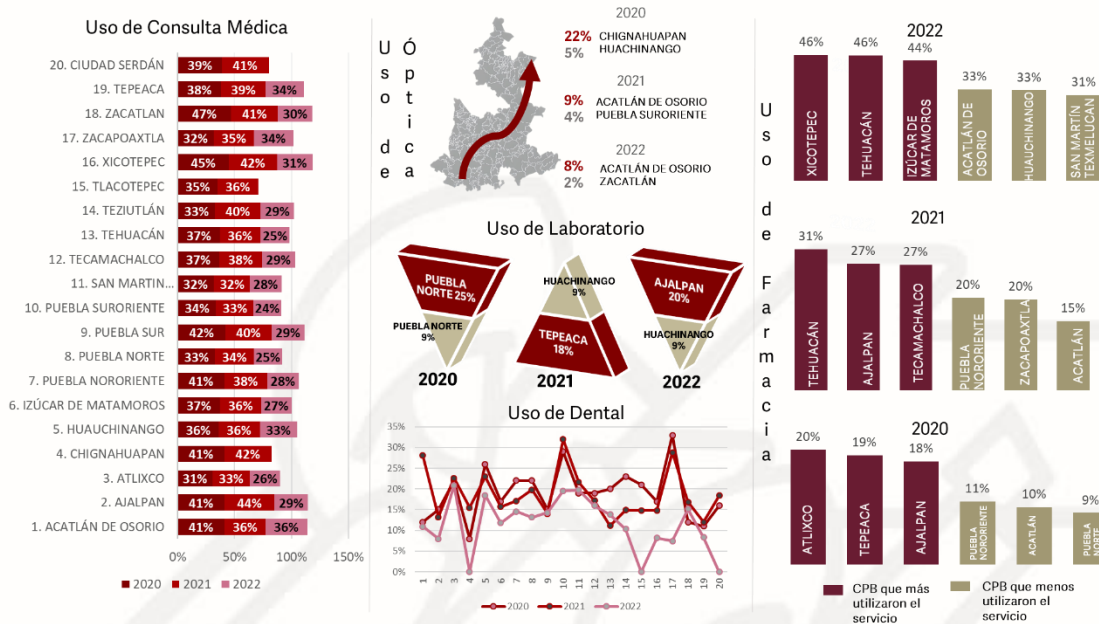 Uso de Consulta Médica
20. CIUDAD SERDÁN 39% 41%
19. TEPEACA 38% 39% 34%
18. ZACATLAN 47% 41% 30%
17. ZACAPOAXTLA 32% 35% 34%
16. XICOTEPEC 45% 42% 31%
15. TLACOTEPEC 35% 36%
14. TEZIUTLÁN 33% 40% 29%
13. TEHUACÁN 37% 36% 25%
12. TECAMACHALCO 37% 38% 29%
11. SAN MARTIN... 32% 32% 28%
10. PUEBLA SURORIENTE 34% 33% 24%
9. PUEBLA SUR 42% 40% 29%
8. PUEBLA NORTE 33% 34% 25%
7. PUEBLA NORORIENTE 41% 38% 28%
6. IZÚCAR DE MATAMOROS 37% 36% 27%
5. HUAUCHINANGO 36% 36% 33%
4. CHIGNAHUAPAN 41% 42%
3. ATLIXCO 31% 33% 26%
2. AJALPAN 41% 44% 29%
1. ACATLÁN DE OSORIO 41% 36% 36%
0% 50% 100% 150%
2020 2021 2022
Uso de Óptica
2020
22% CHIGNAHUAPAN
5% HUACHINANGO
2021
9% ACATLÁN DE OSORIO
4% PUEBLA SURORIENTE
2022
8% ACATLÁN DE OSORIO
2% ZACATLÁN
Uso de Laboratorio
PUEBLA
NORTE 25%
PUEBLA NORTE
9%
2020
HUACHINANGO
9%
TEPEACA
18%
2021
AJALPAN
20%
HUACHINANGO
9%
2022
Uso de Dental
35%
30%
25%
20%
15%
10%
5%
0%
1 2 3 4 5 6 7 8 9 10 11 12 13 14 15 16 17 18 19 20
2020 2021 2022
Uso de Farmacia
2022
46% 46% 44% 33% 33% 31%
XICOTEPEC
TEHUACÁN
IZÚCAR DE
MATAMOROS
ACATLÁN DE
OSORIO
HUAUCHINANGO
SAN MARTÍN
TEXMELUCAN
2021
31% 27% 27% 20% 20% 15%
TEHUACÁN
AJALPAN
TECAMACHALCO
PUEBLA
NORORIENTE
ZACAPOAXTLA
ACATLÁN
2020
20% 19% 18% 11% 10% 9%
ATLIXCO
TEPEACA
AJALPAN
PUEBLA
NORORIENTE
ACATLÁN
PUEBLA
NORTE
CPB que más
utilizaron el
servicio
CPB que menos
utilizaron el
servicio